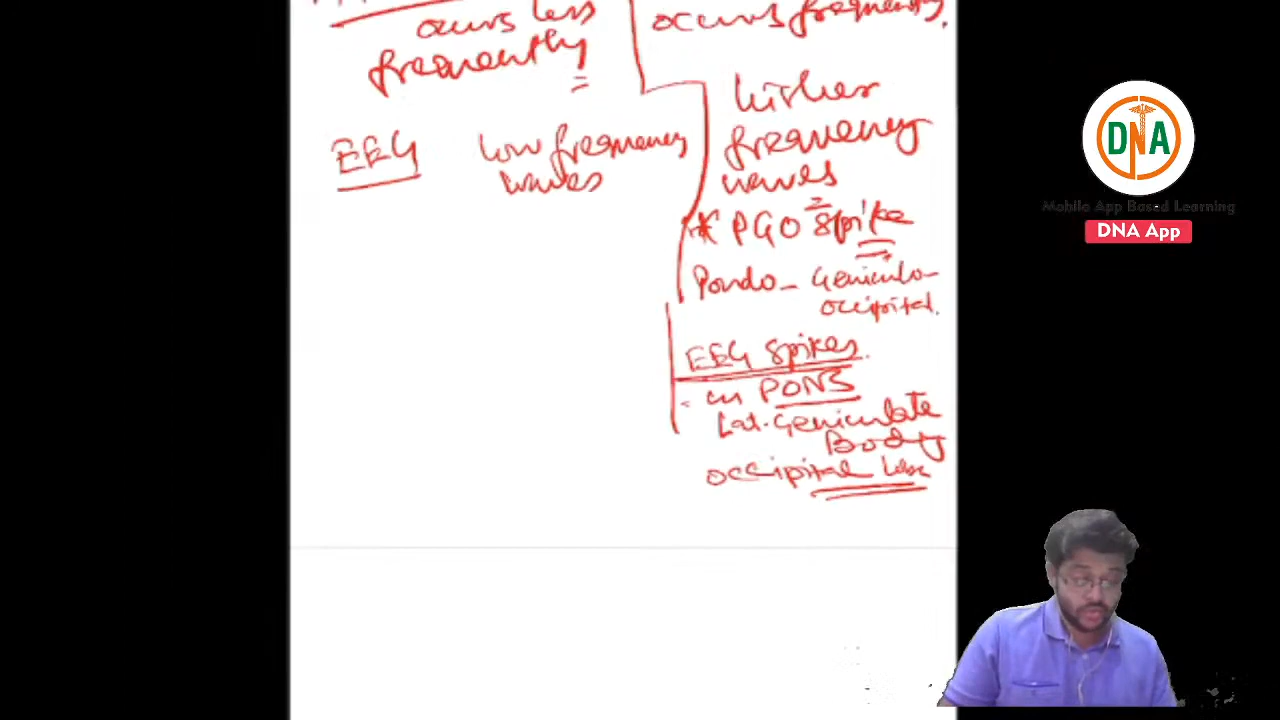 occurs less
frequently
occurs frequently.
EEG
low frequency
waves
higher
frequency
waves
* PGO spike
Pondo - Geniculo-
occipital.
EEG Spikes.
in PONS
Lat. Geniculate
Body
occipital lobe
DNA
Mobile App Based Learning
DNA App